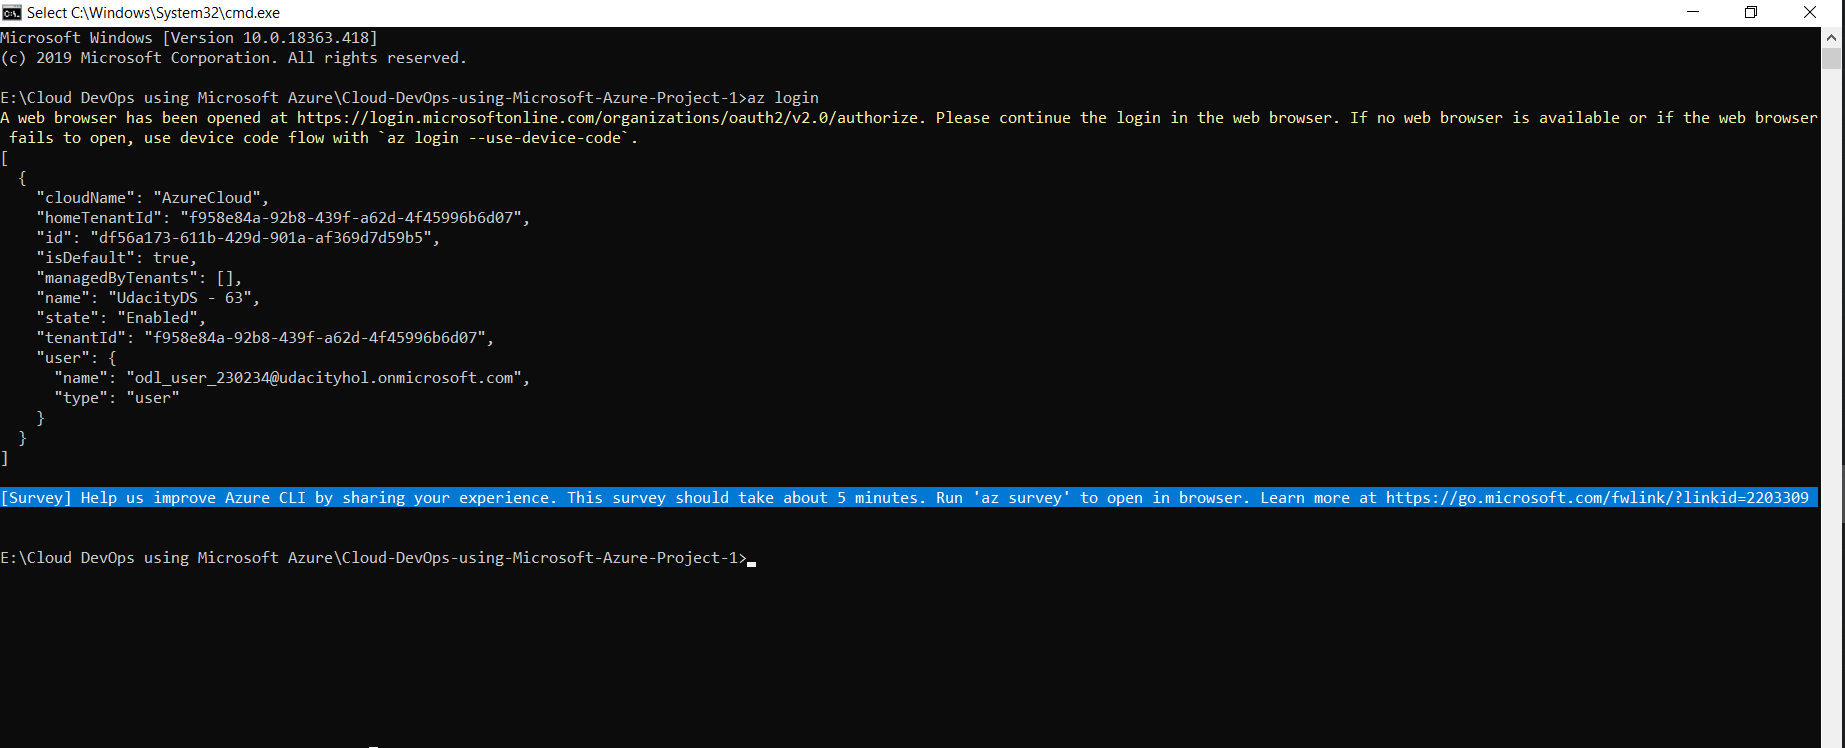 Select C:\Windows\System32\cmd.exe
Microsoft Windows [Version 10.0.18363.418]
(c) 2019 Microsoft Corporation. All rights reserved.
E:\Cloud DevOps using Microsoft Azure\Cloud-DevOps-using-Microsoft-Azure-Project-1>az login
A web browser has been opened at https://login.microsoftonline.com/organizations/oauth2/v2.0/authorize. Please continue the login in the web browser. If no web browser is available or if the web browser
 fails to open, use device code flow with `az login --use-device-code`.
[
  {
    "cloudName": "AzureCloud",
    "homeTenantId": "f958e84a-92b8-439f-a62d-4f45996b6d07",
    "id": "df56a173-611b-429d-901a-af369d7d59b5",
    "isDefault": true,
    "managedByTenants": [],
    "name": "UdacityDS - 63",
    "state": "Enabled",
    "tenantId": "f958e84a-92b8-439f-a62d-4f45996b6d07",
    "user": {
      "name": "odl_user_230234@udacityhol.onmicrosoft.com",
      "type": "user"
    }
  }
]
[Survey] Help us improve Azure CLI by sharing your experience. This survey should take about 5 minutes. Run 'az survey' to open in browser. Learn more at https://go.microsoft.com/fwlink/?linkid=2203309
E:\Cloud DevOps using Microsoft Azure\Cloud-DevOps-using-Microsoft-Azure-Project-1>